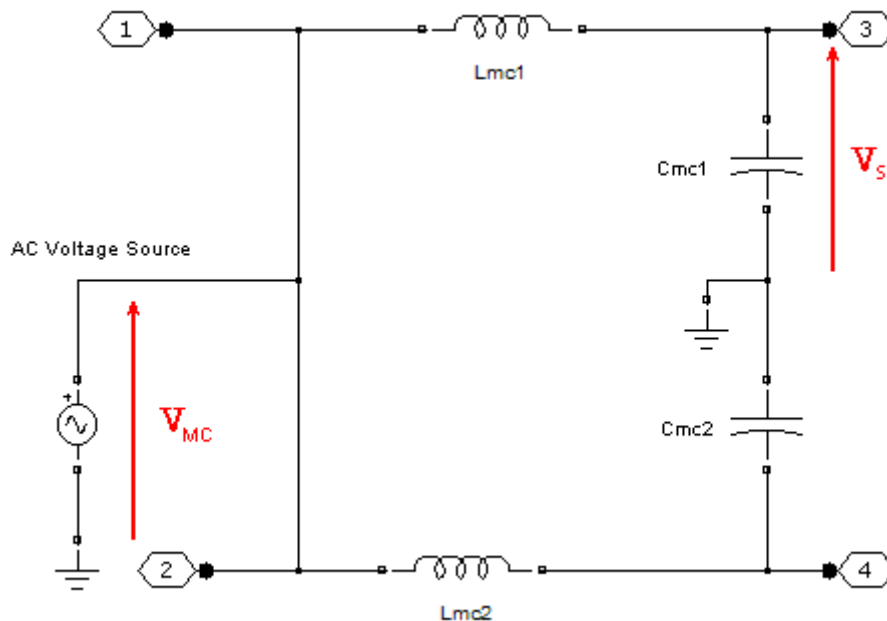 1
3
Lmc1
Cmc1
VS
AC Voltage Source
+
VMC
Cmc2
2
4
Lmc2